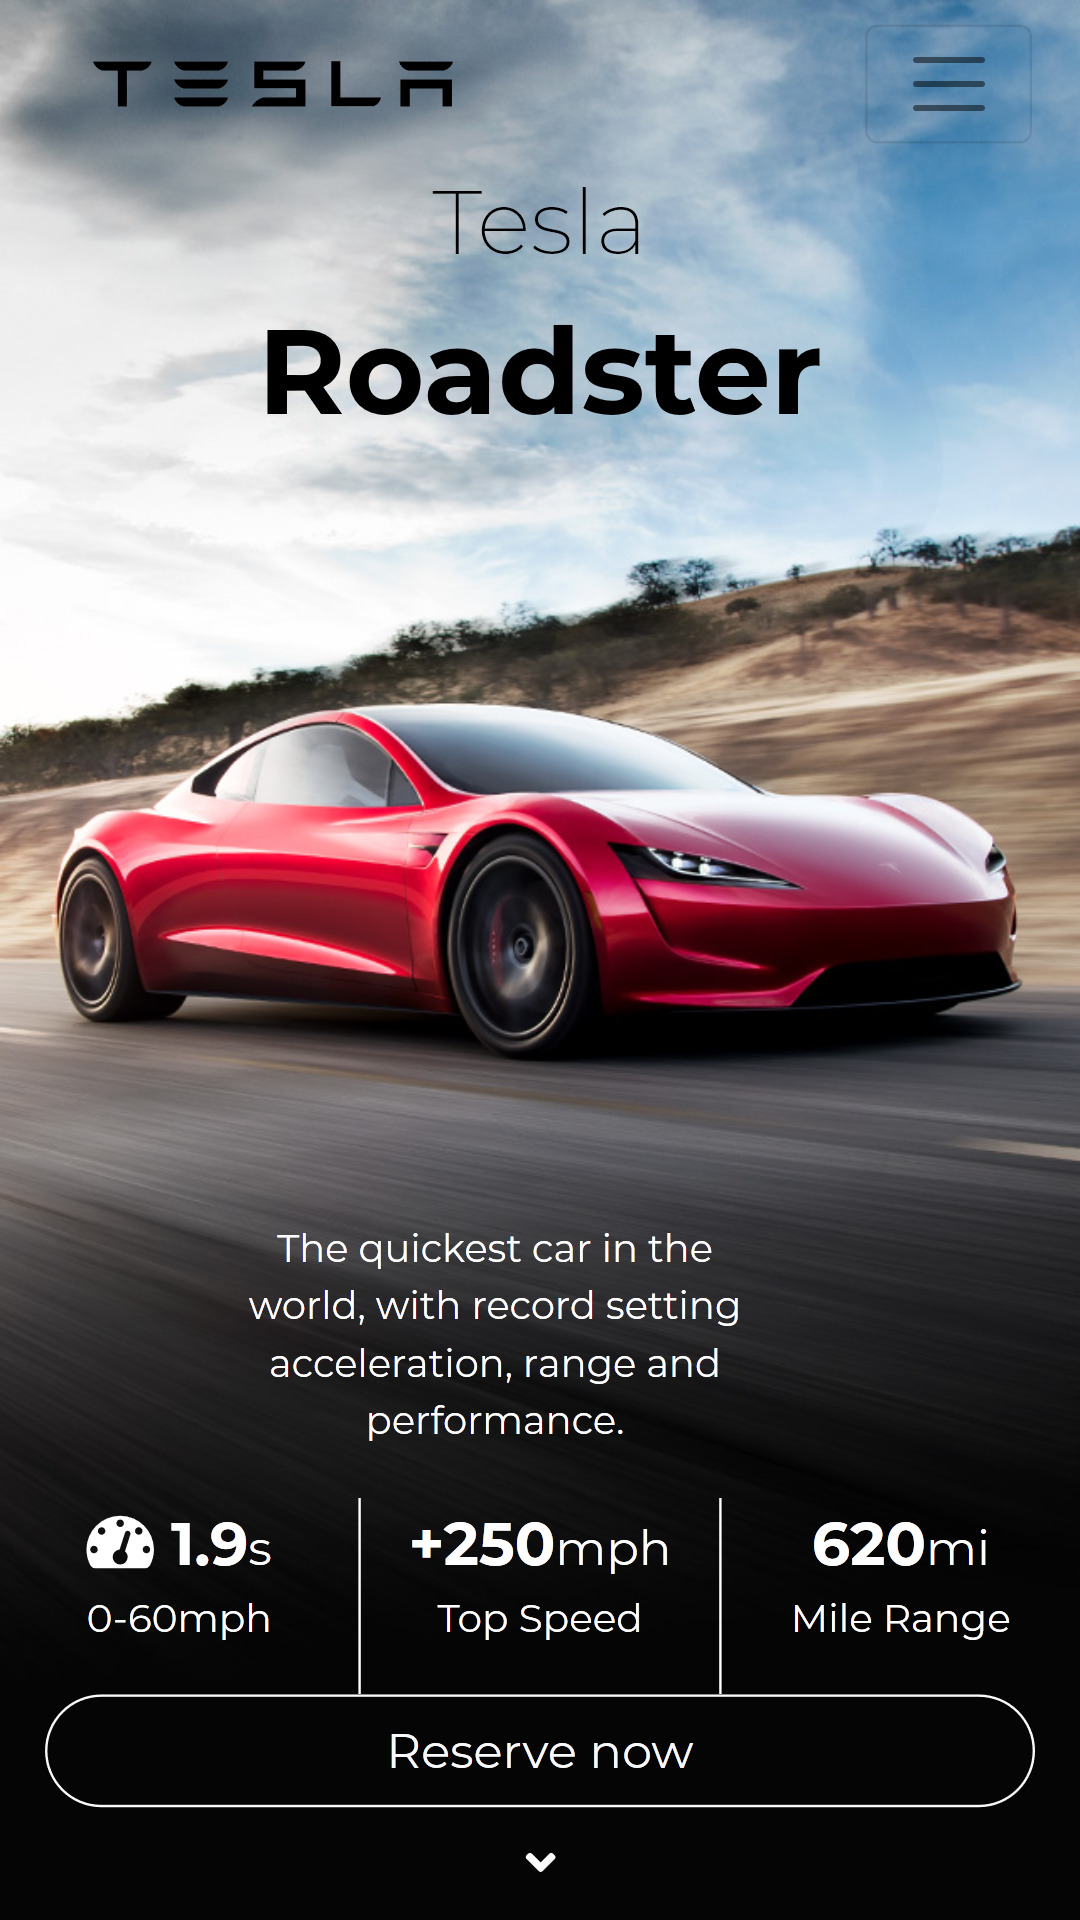 TESLA
Tesla
Roadster
The quickest car in the
world, with record setting
acceleration, range and
performance.
1.9s
0-60mph
+250mph
Top Speed
620mi
Mile Range
Reserve now